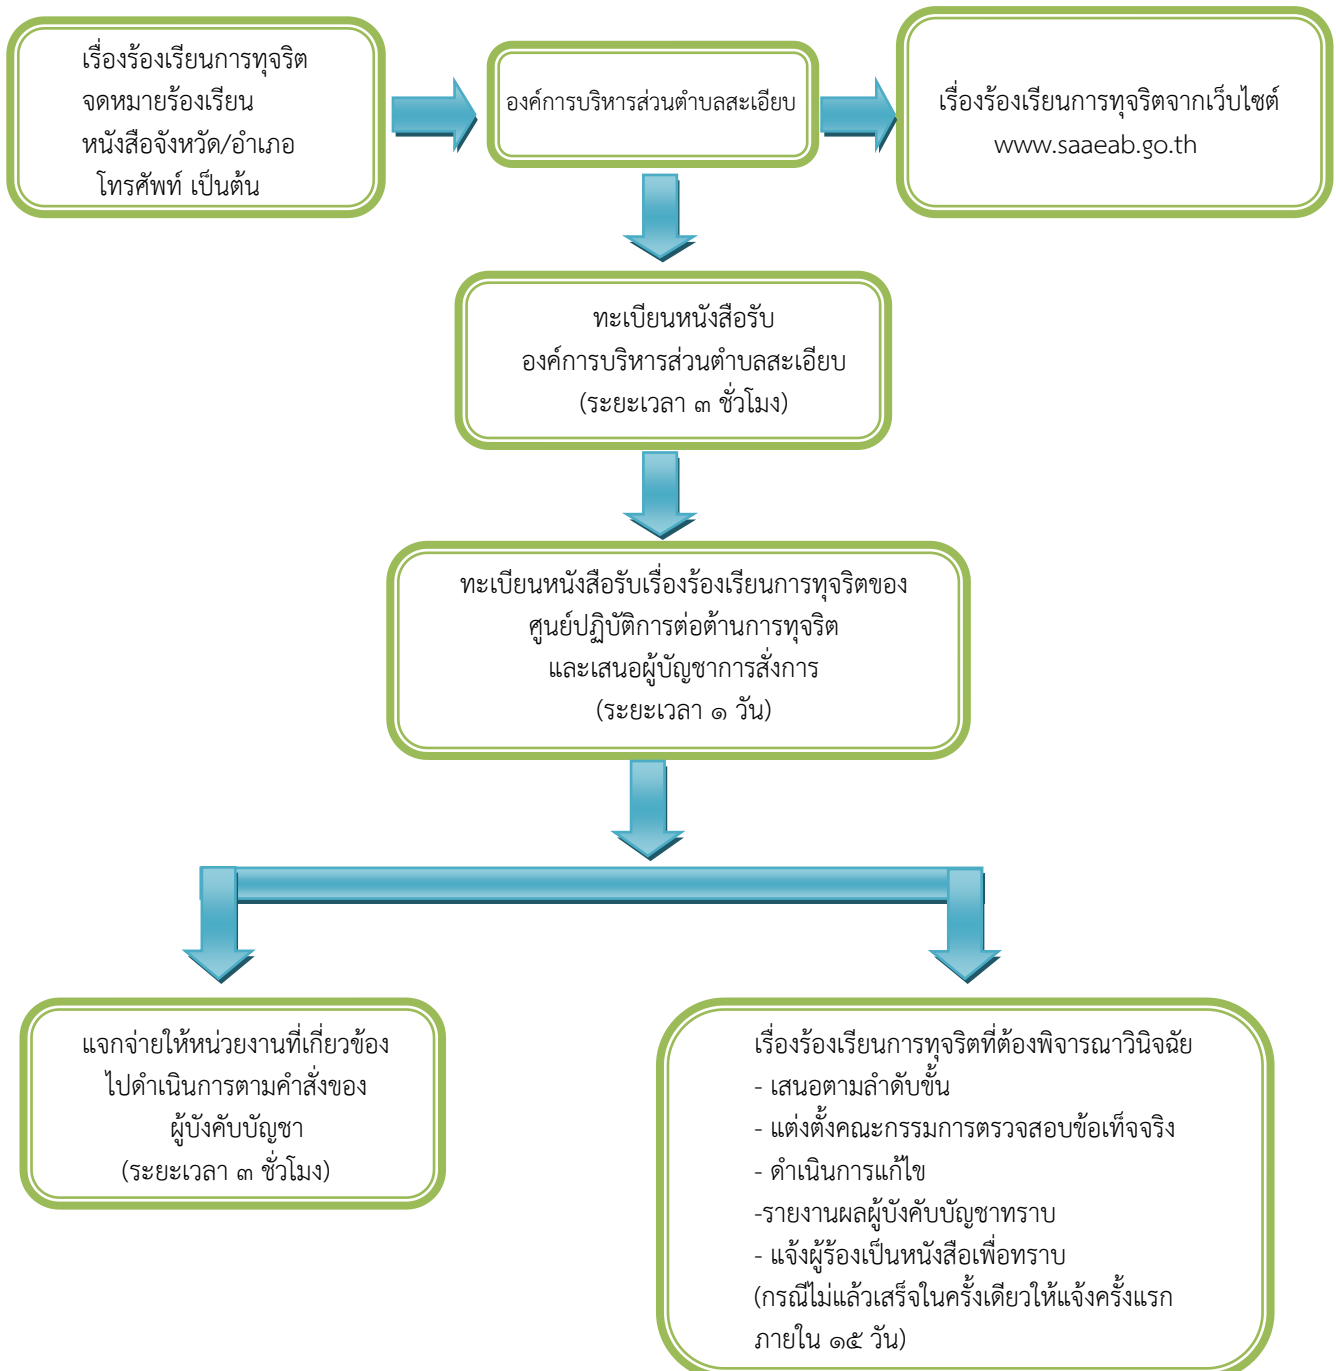 เรื่องร้องเรียนการทุจริต
จดหมายร้องเรียน
หนังสือจังหวัด/อำเภอ
โทรศัพท์ เป็นต้น
องค์การบริหารส่วนตำบลสะเอียบ
เรื่องร้องเรียนการทุจริตจากเว็บไซต์
www.saaeab.go.th
ทะเบียนหนังสือรับ
องค์การบริหารส่วนตำบลสะเอียบ
(ระยะเวลา ๓ ชั่วโมง)
ทะเบียนหนังสือรับเรื่องร้องเรียนการทุจริตของ
ศูนย์ปฏิบัติการต่อต้านการทุจริต
และเสนอผู้บัญชาการสั่งการ
(ระยะเวลา ๑ วัน)
แจกจ่ายให้หน่วยงานที่เกี่ยวข้อง
ไปดำเนินการตามคำสั่งของ
ผู้บังคับบัญชา
(ระยะเวลา ๓ ชั่วโมง)
เรื่องร้องเรียนการทุจริตที่ต้องพิจารณาวินิจฉัย
- เสนอตามลำดับขั้น
- แต่งตั้งคณะกรรมการตรวจสอบข้อเท็จจริง
- ดำเนินการแก้ไข
-รายงานผลผู้บังคับบัญชาทราบ
- แจ้งผู้ร้องเป็นหนังสือเพื่อทราบ
(กรณีไม่แล้วเสร็จในครั้งเดียวให้แจ้งครั้งแรก
ภายใน ๑๕ วัน)